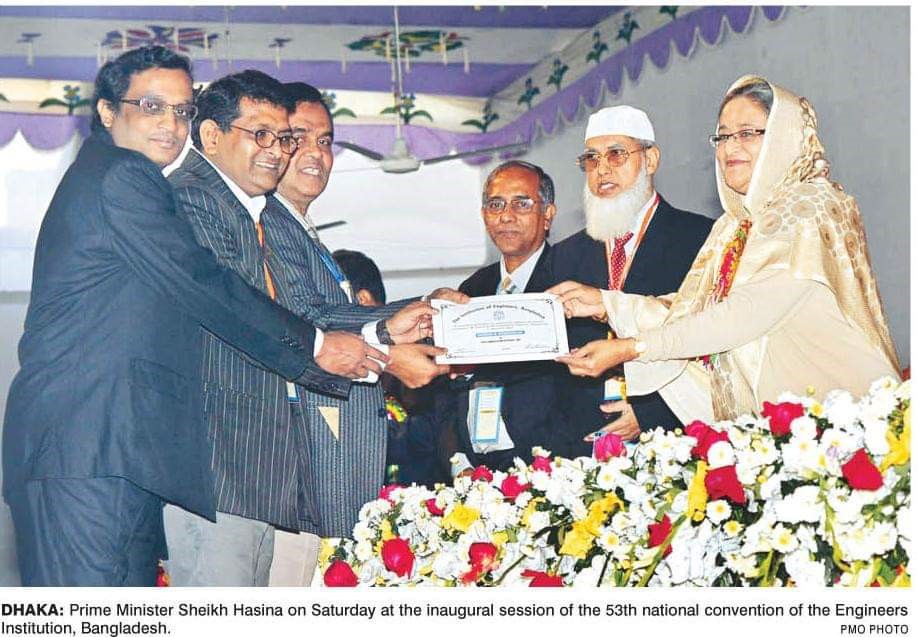 The Institution of Engineers, Bangladesh
DHAKA: Prime Minister Sheikh Hasina on Saturday at the inaugural session of the 53th national convention of the Engineers
Institution, Bangladesh.
PMO PHOTO